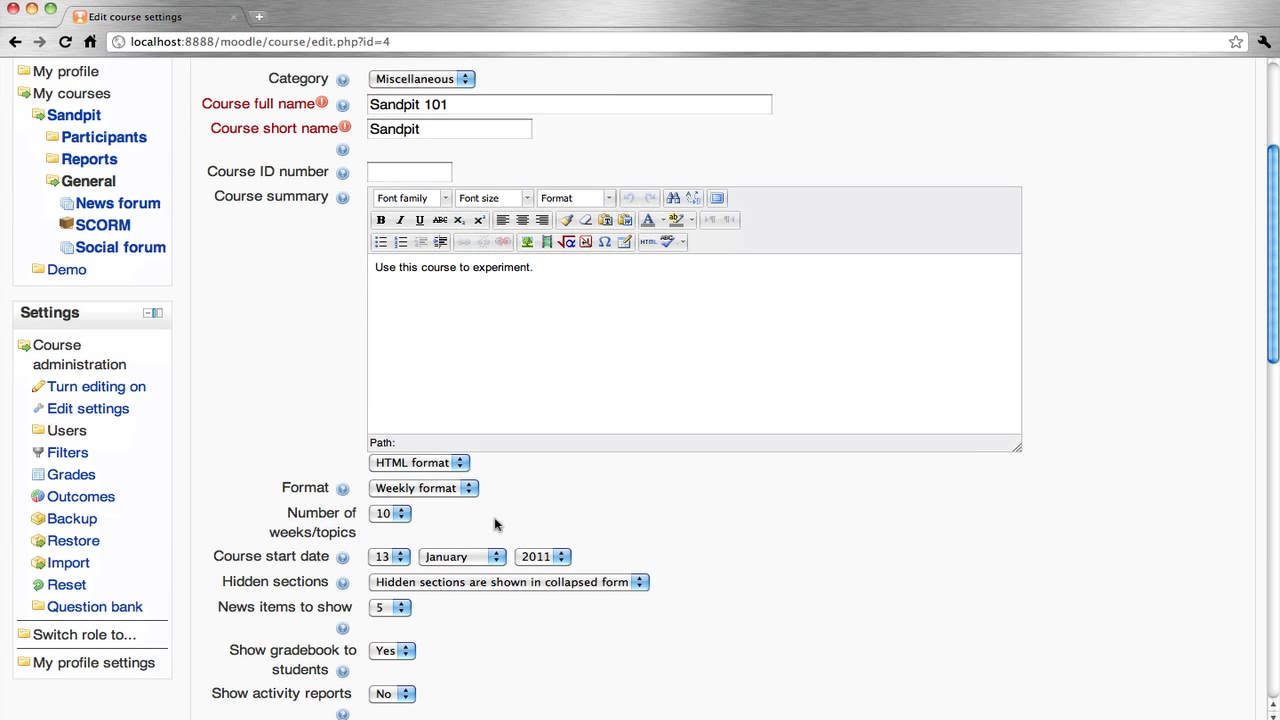 Edit course settings
localhost:8888/moodle/course/edit.php?id=4
My profile
My courses
Sandpit
Participants
Reports
General
News forum
SCORM
Social forum
Demo
Settings
Course
administration
Turn editing on
Edit settings
Users
Filters
Grades
Outcomes
Backup
Restore
Import
Reset
Question bank
Switch role to...
My profile settings
Category Miscellaneous
Course full name Sandpit 101
Course short name Sandpit
Course ID number
Course summary Font family Font size Format
B I U ABC X₂ X²
HTML ABC
Use this course to experiment.
Path:
HTML format
Format Weekly format
Number of
weeks/topics 10
Course start date 13 January 2011
Hidden sections Hidden sections are shown in collapsed form
News items to show 5
Show gradebook to
students Yes
Show activity reports No